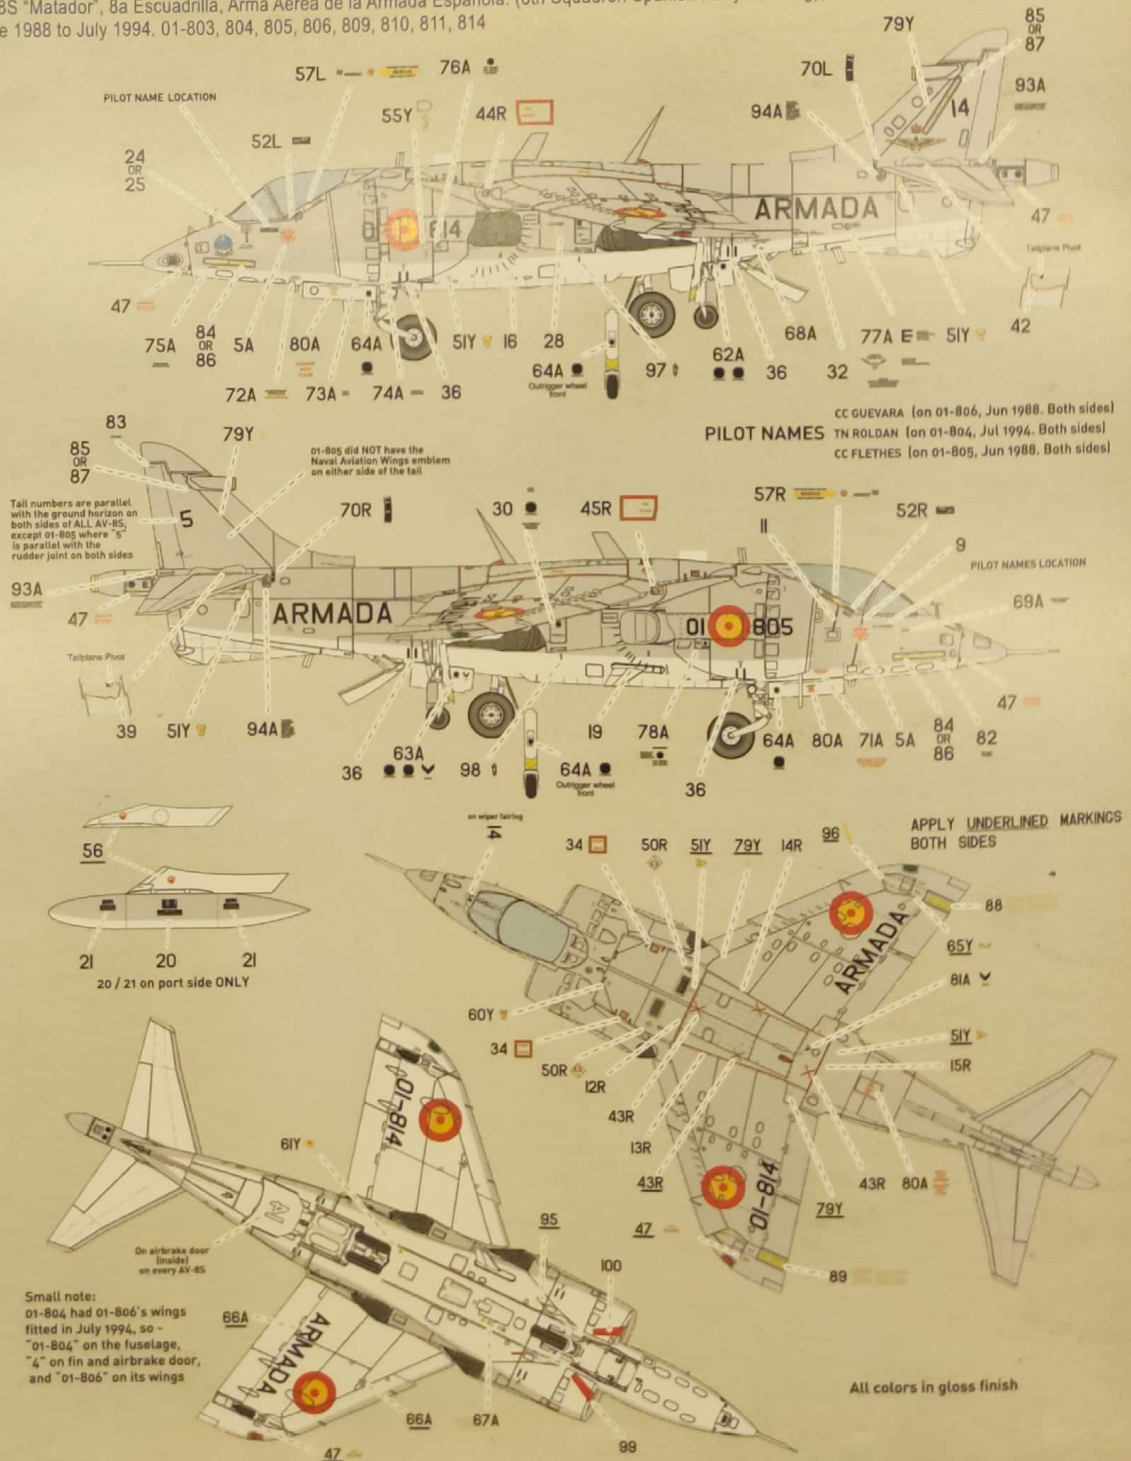 8S "Matador", 8a Escuadrilla, Arma Aérea de la Armada Española.
e 1988 to July 1994. 01-803, 804, 805, 806, 809, 810, 811, 814
79Y
85
OR
87
57L
76A
70L
93A
PILOT NAME LOCATION
55Y
44R
94A
14
52L
24
OR
25
ARMADA
814
47
Tailplane Pivot
47
42
75A
84
OR
86
5A
80A
64A
51Y
16
28
64A
Outrigger wheel
front
97
62A
36
68A
77A
E
51Y
32
72A
73A
74A
36
83
85
OR
87
79Y
01-805 did NOT have the
Naval Aviation Wings emblem
on either side of the tail
PILOT NAMES
CC GUEVARA (on 01-806, Jun 1988. Both sides)
TN ROLDAN (on 01-804, Jul 1994. Both sides)
CC FLETHES (on 01-805, Jun 1988. Both sides)
Tail numbers are parallel
with the ground horizon on
both sides of ALL AV-8S,
except 01-805 where "5"
is parallel with the
rudder joint on both sides
5
70R
30
45R
57R
11
52R
9
PILOT NAMES LOCATION
93A
47
ARMADA
01
805
69A
Tailplane Pivot
39
51Y
94A
36
63A
98
64A
Outrigger wheel
front
19
78A
36
64A
80A
71A
5A
84
OR
86
82
47
56
21
20
21
20 / 21 on port side ONLY
on wiper fairing
14
34
50R
51Y
79Y
14R
96
APPLY UNDERLINED MARKINGS
BOTH SIDES
88
ARMADA
65Y
81A
60Y
34
50R
12R
43R
13R
43R
51Y
15R
01-814
79Y
43R
80A
47
89
01-814
61Y
On airbrake door
(inside)
on every AV-8S
95
100
Small note:
01-804 had 01-806's wings
fitted in July 1994, so -
"01-804" on the fuselage,
"4" on fin and airbrake door,
and "01-806" on its wings
66A
ARMADA
66A
67A
47
99
All colors in gloss finish